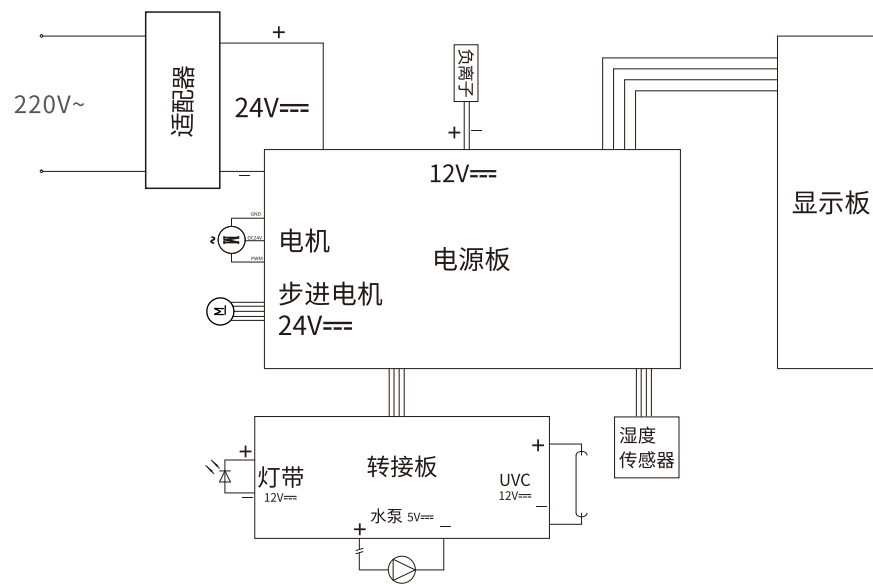 +
负离子
220V~
适配器
24V⎓
+ −
−
12V⎓
显示板
GND
~ M DC24V
电机
电源板
PWM
步进电机
M
24V⎓
湿度
传感器
+
+
转接板
灯带
UVC
12V⎓
12V⎓
−
−
水泵 5V⎓
+ −